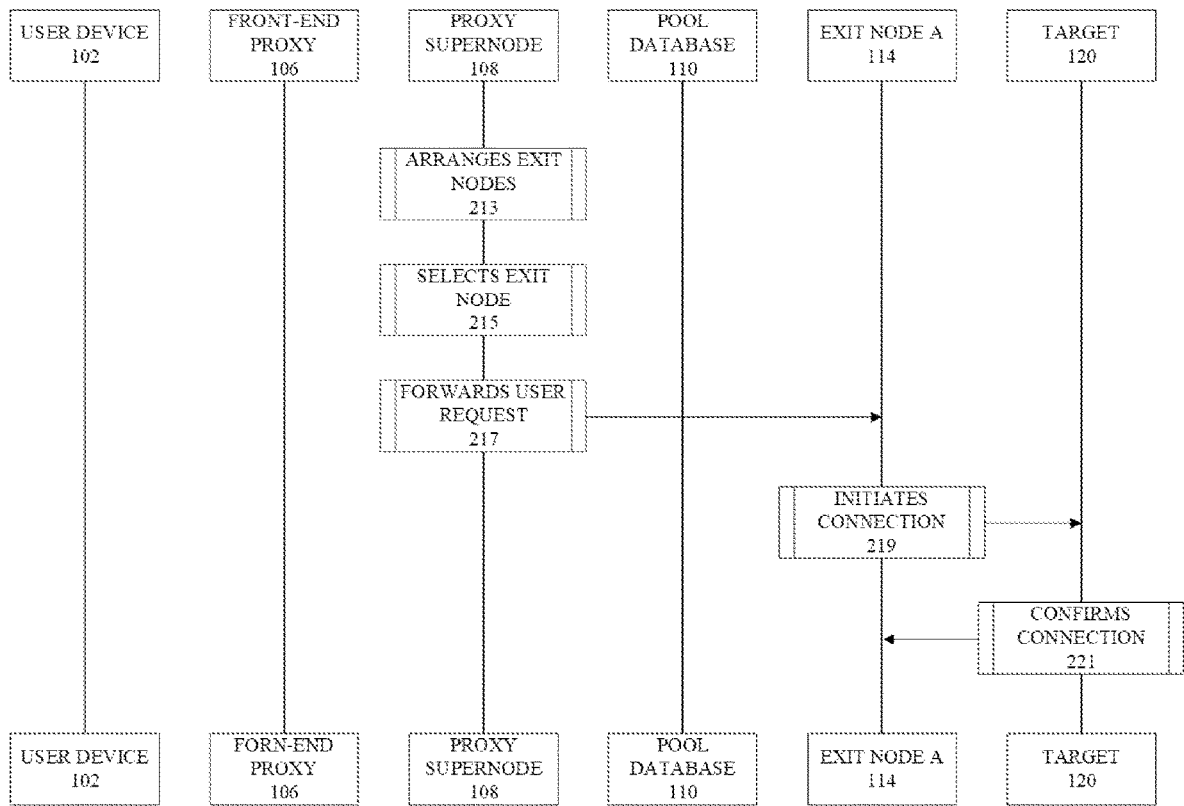 USER DEVICE
102
FRONT-END
PROXY
106
PROXY
SUPERNODE
108
POOL
DATABASE
110
EXIT NODE A
114
TARGET
120
ARRANGES EXIT
NODES
213
SELECTS EXIT
NODE
215
FORWARDS USER
REQUEST
217
INITIATES
CONNECTION
219
CONFIRMS
CONNECTION
221
USER DEVICE
102
FORN-END
PROXY
106
PROXY
SUPERNODE
108
POOL
DATABASE
110
EXIT NODE A
114
TARGET
120